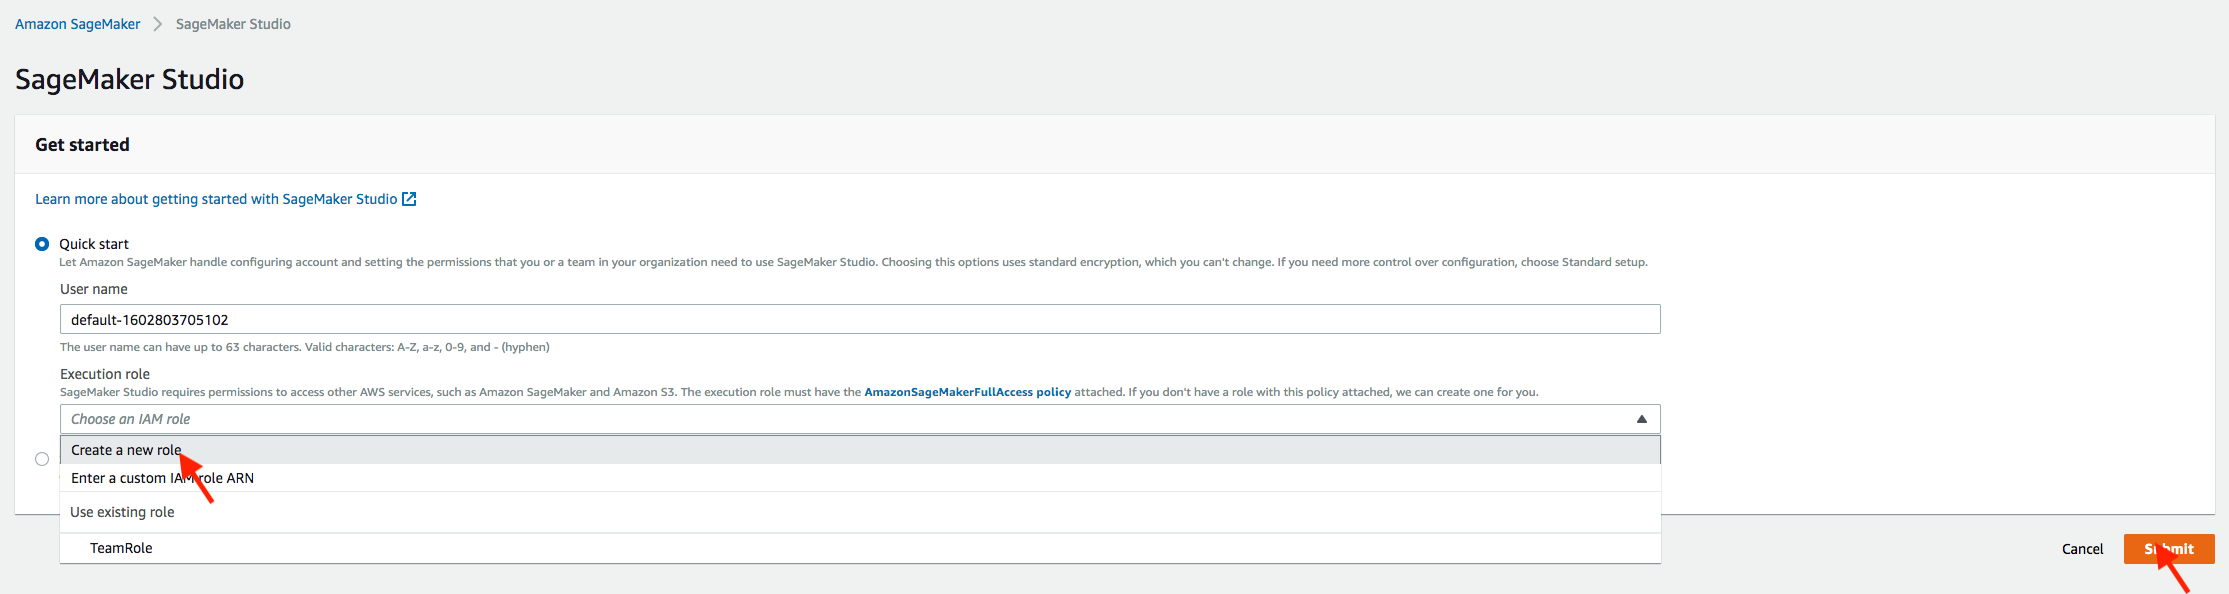 Amazon SageMaker > SageMaker Studio
SageMaker Studio
Get started
Learn more about getting started with SageMaker Studio
Quick start
Let Amazon SageMaker handle configuring account and setting the permissions that you or a team in your organization need to use SageMaker Studio. Choosing this options uses standard encryption, which you can't change. If you need more control over configuration, choose Standard setup.
User name
default-1602803705102
The user name can have up to 63 characters. Valid characters: A-Z, a-z, 0-9, and - (hyphen)
Execution role
SageMaker Studio requires permissions to access other AWS services, such as Amazon SageMaker and Amazon S3. The execution role must have the AmazonSageMakerFullAccess policy attached. If you don't have a role with this policy attached, we can create one for you.
Choose an IAM role
Create a new role
Enter a custom IAM role ARN
Use existing role
TeamRole
Cancel Submit